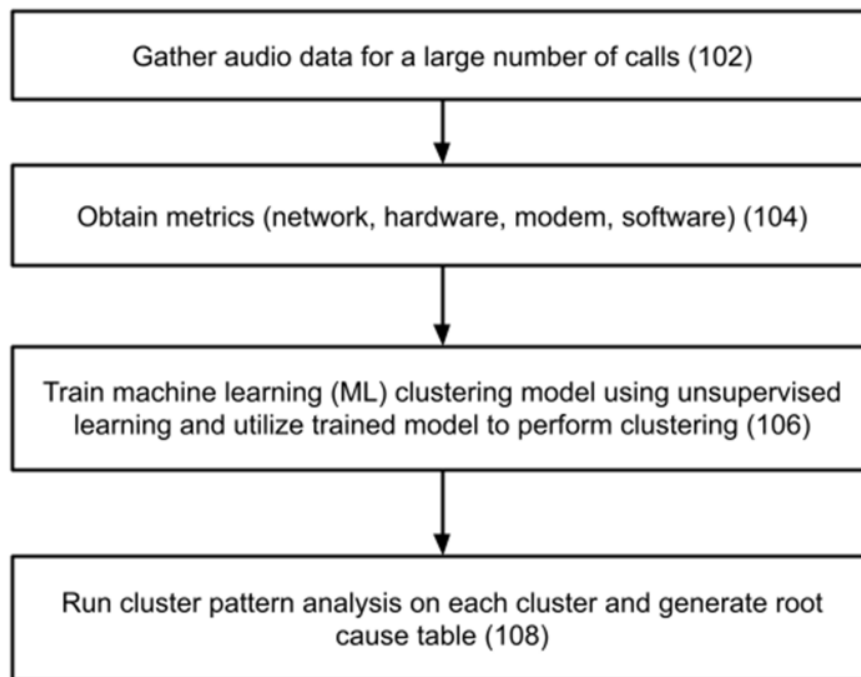 Gather audio data for a large number of calls (102)
Obtain metrics (network, hardware, modem, software) (104)
Train machine learning (ML) clustering model using unsupervised
learning and utilize trained model to perform clustering (106)
Run cluster pattern analysis on each cluster and generate root
cause table (108)